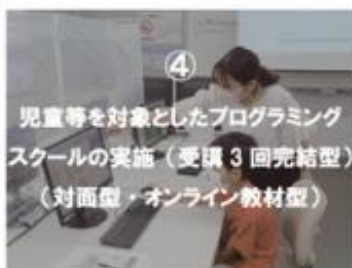 ④
児童等を対象としたプログラミング
スクールの実施（受講３回完結型）
（対面型・オンライン教材型）